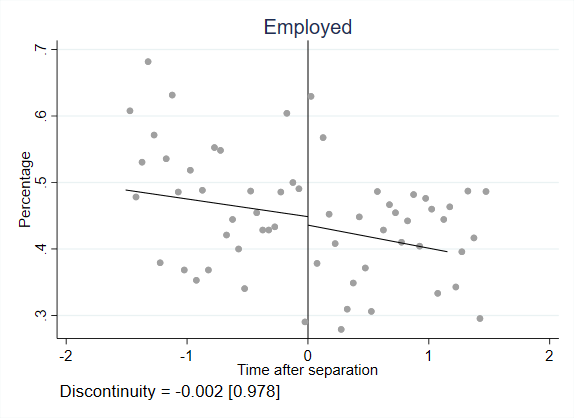 Employed
Percentage
.7
.6
.5
.4
.3
-2 -1 0 1 2
Time after separation
Discontinuity = -0.002 [0.978]